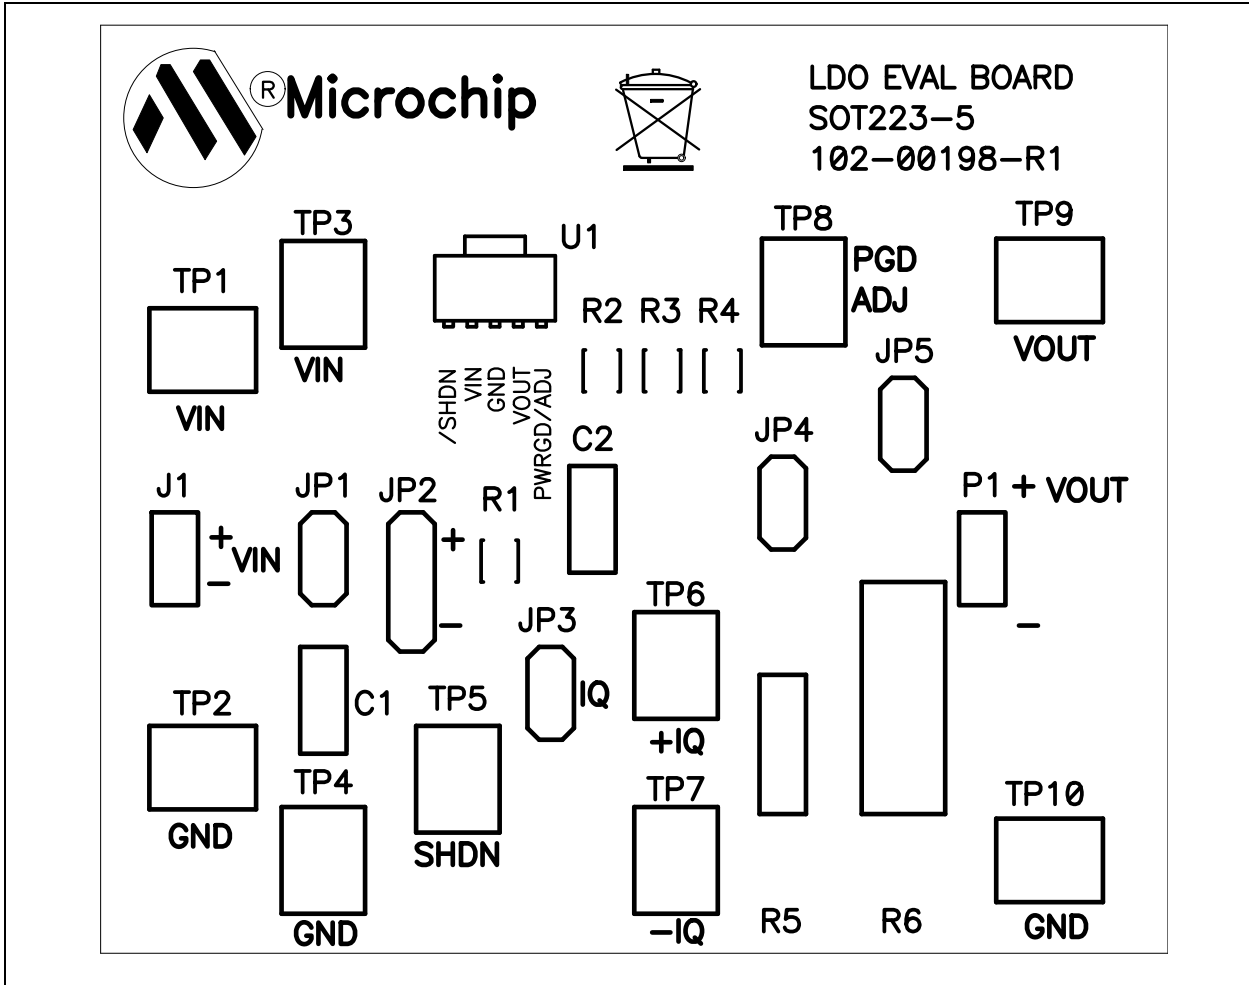 ® Microchip
LDO EVAL BOARD
SOT223-5
102-00198-R1
TP3
TP1
U1
TP8
TP9
PGD
ADJ
R2
R3
R4
VIN
VIN
JP5
VOUT
/SHDN
VIN
GND
VOUT
PWRGD/ADJ
C2
JP4
J1
JP1
JP2
R1
P1 + VOUT
+
VIN
-
+
-
-
JP3
TP6
IQ
TP2
C1
TP5
+IQ
TP4
TP7
TP10
GND
SHDN
GND
-IQ
R5
R6
GND